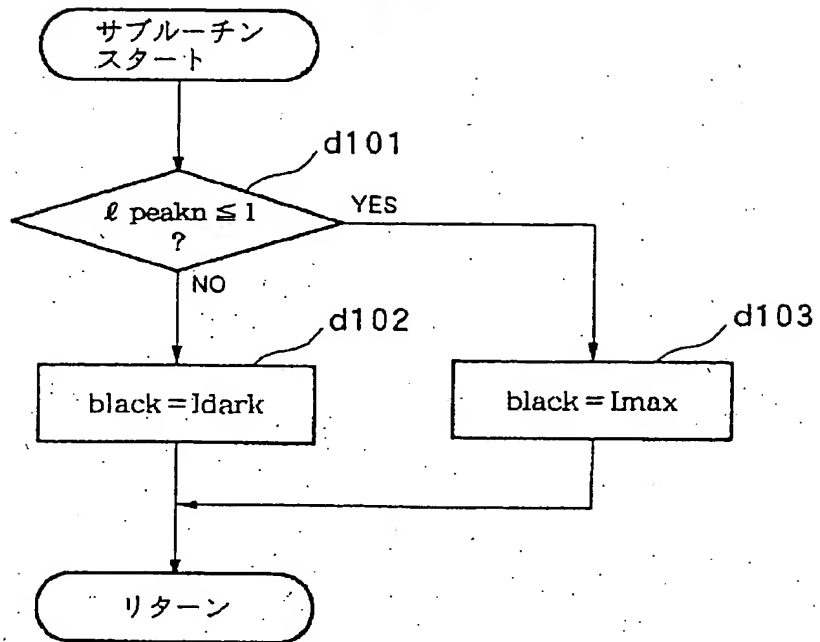 サブルーチン
スタート
d101
ℓ peakn ≦ 1
?
YES
NO
d102
d103
black = Idark
black = Imax
リターン